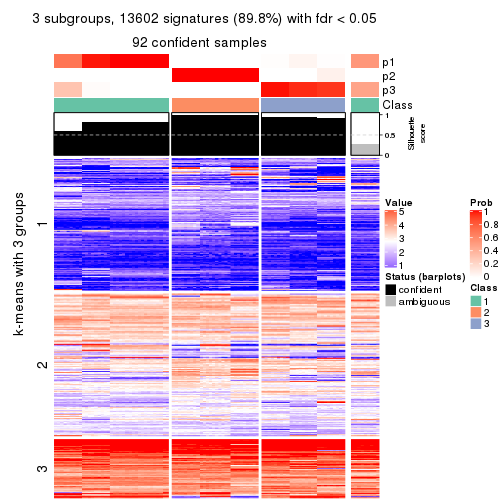 3 subgroups, 13602 signatures (89.8%) with fdr < 0.05
92 confident samples
p1
p2
p3
Class
1
0.5
0
Silhouette
score
k-means with 3 groups
1
2
3
Value
5
4
3
2
1
Status (barplots)
confident
ambiguous
Prob
1
0.8
0.6
0.4
0.2
0
Class
1
2
3